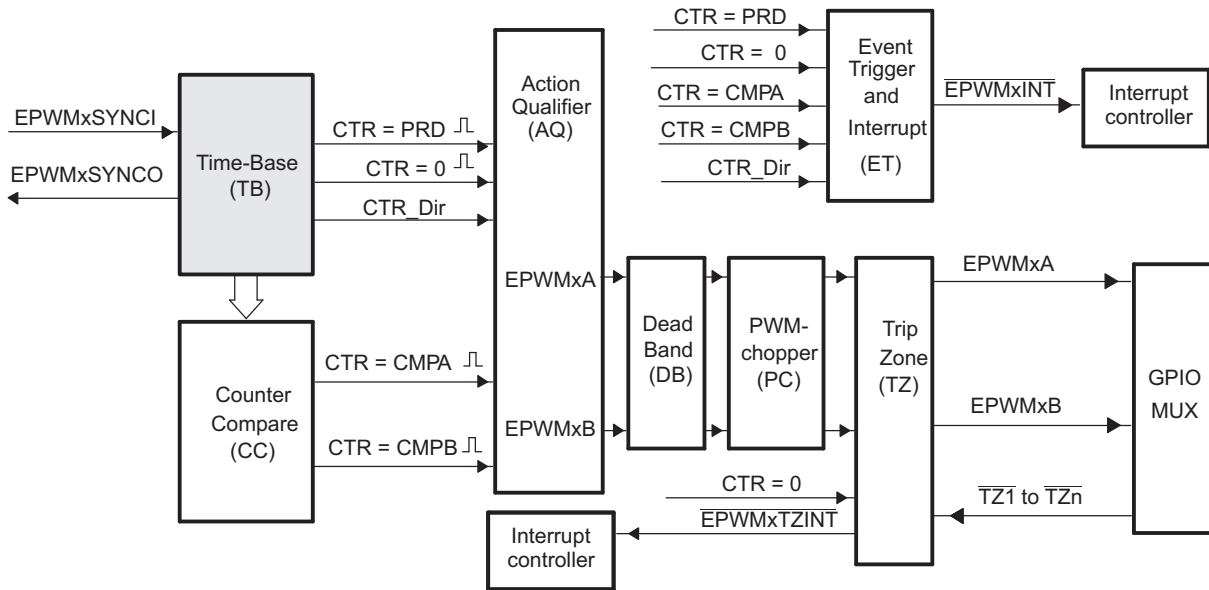 EPWMxSYNCI
EPWMxSYNCO
Time-Base
(TB)
CTR = PRD
CTR = 0
CTR_Dir
Counter
Compare
(CC)
CTR = CMPA
CTR = CMPB
Action
Qualifier
(AQ)
EPWMxA
EPWMxB
CTR = PRD
CTR = 0
CTR = CMPA
CTR = CMPB
CTR_Dir
Event
Trigger
and
Interrupt
(ET)
EPWMxINT
Interrupt
controller
Dead
Band
(DB)
PWM-
chopper
(PC)
Trip
Zone
(TZ)
EPWMxA
EPWMxB
TZ1 to TZn
GPIO
MUX
CTR = 0
EPWMxTZINT
Interrupt
controller